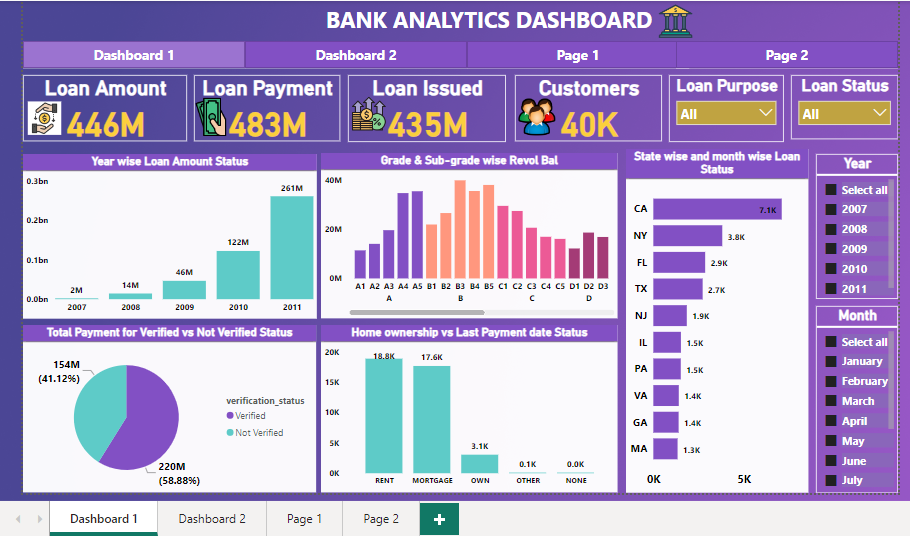 BANK ANALYTICS DASHBOARD
Dashboard 1 Dashboard 2 Page 1 Page 2
Loan Amount
446M
Loan Payment
483M
Loan Issued
435M
Customers
40K
Loan Purpose
All
Loan Status
All
Year wise Loan Amount Status
0.3bn
0.2bn
0.1bn
0.0bn
2M 14M 46M 122M 261M
2007 2008 2009 2010 2011
Grade & Sub-grade wise Revol Bal
40M
20M
0M
A1 A2 A3 A4 A5 B1 B2 B3 B4 B5 C1 C2 C3 C4 C5 D1 D2 D3
A B C D
State wise and month wise Loan
Status
CA 7.1K
NY 3.8K
FL 2.9K
TX 2.7K
NJ 1.9K
IL 1.5K
PA 1.5K
VA 1.4K
GA 1.4K
MA 1.3K
0K 5K
Year
Select all
2007
2008
2009
2010
2011
Month
Select all
January
February
March
April
May
June
July
Total Payment for Verified vs Not Verified Status
154M
(41.12%)
220M
(58.88%)
verification_status
Verified
Not Verified
Home ownership vs Last Payment date Status
20K
15K
10K
5K
0K
18.8K 17.6K 3.1K 0.1K 0.0K
RENT MORTGAGE OWN OTHER NONE
Dashboard 1 Dashboard 2 Page 1 Page 2 +